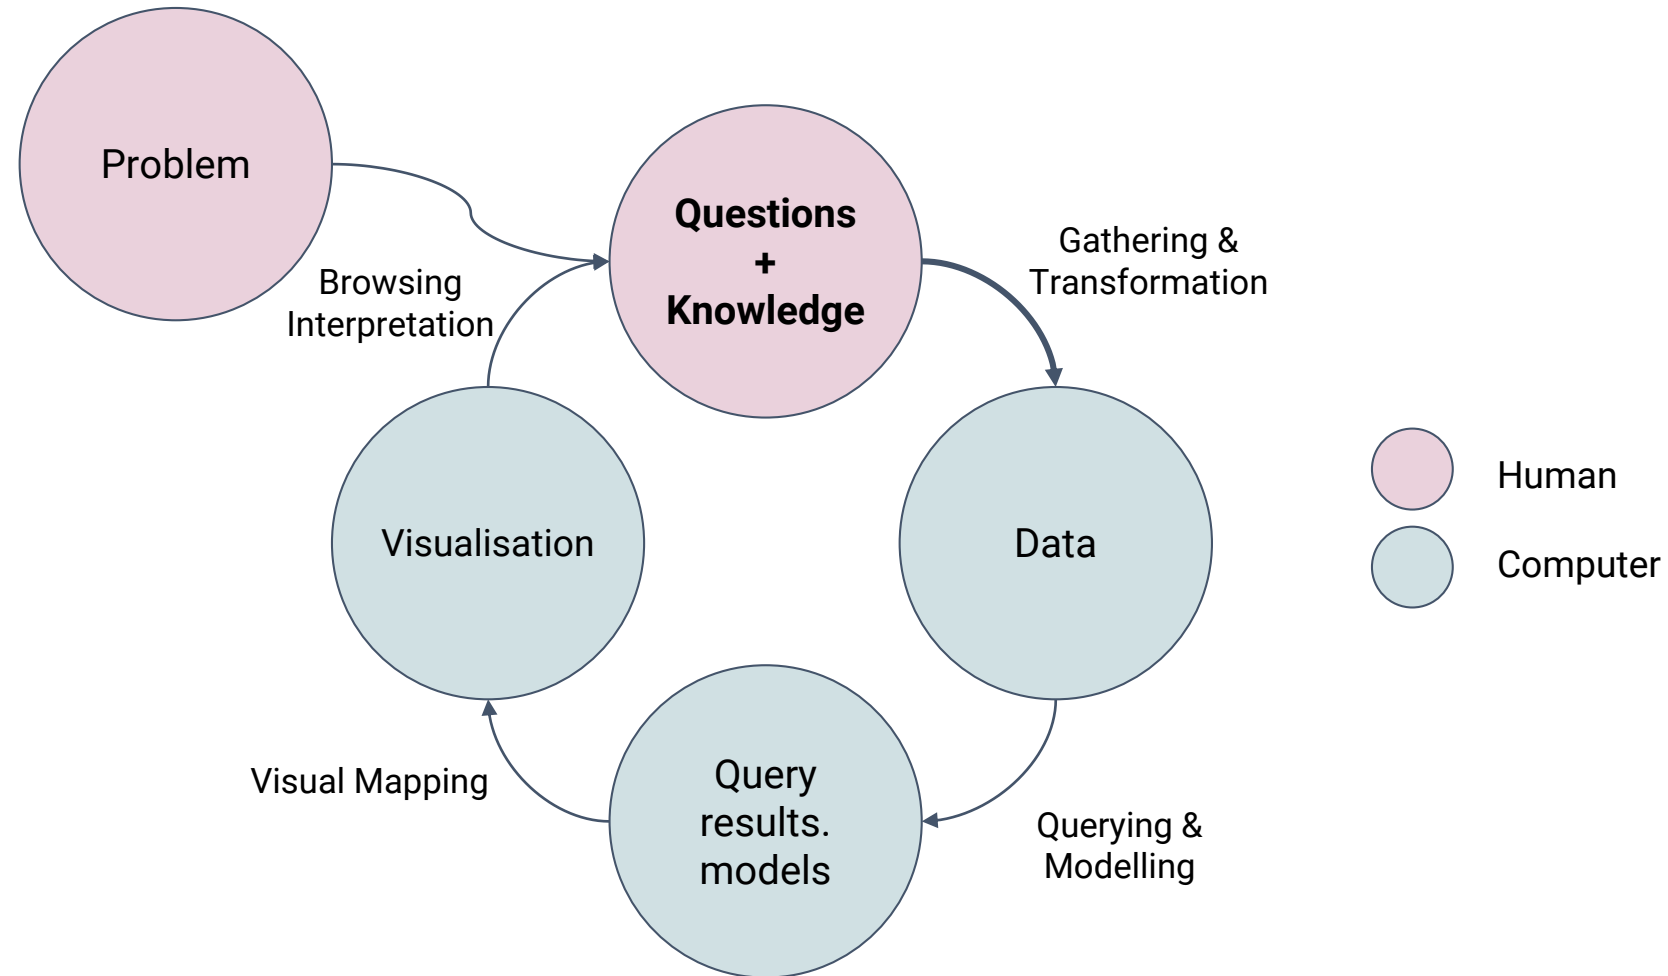 Problem
Questions
+
Knowledge
Gathering &
Transformation
Browsing
Interpretation
Visualisation
Data
Human
Computer
Visual Mapping
Query
results.
models
Querying &
Modelling